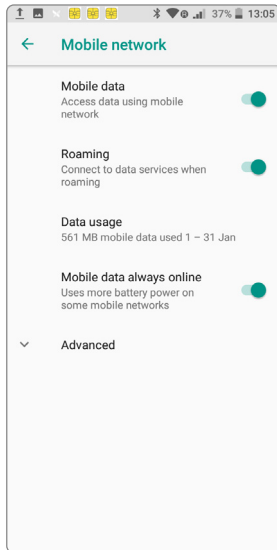 37% 13:05
Mobile network
Mobile data
Access data using mobile
network
Roaming
Connect to data services when
roaming
Data usage
561 MB mobile data used 1 – 31 Jan
Mobile data always online
Uses more battery power on
some mobile networks
Advanced